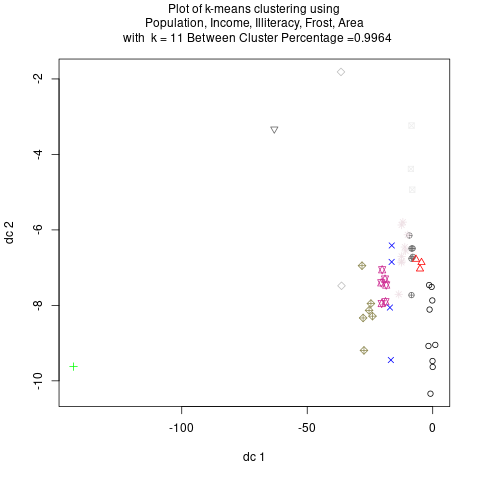 Plot of k-means clustering using
Population, Income, Illiteracy, Frost, Area
with k = 11 Between Cluster Percentage =0.9964
-2
-4
-6
-8
-10
dc 2
-100
-50
0
dc 1